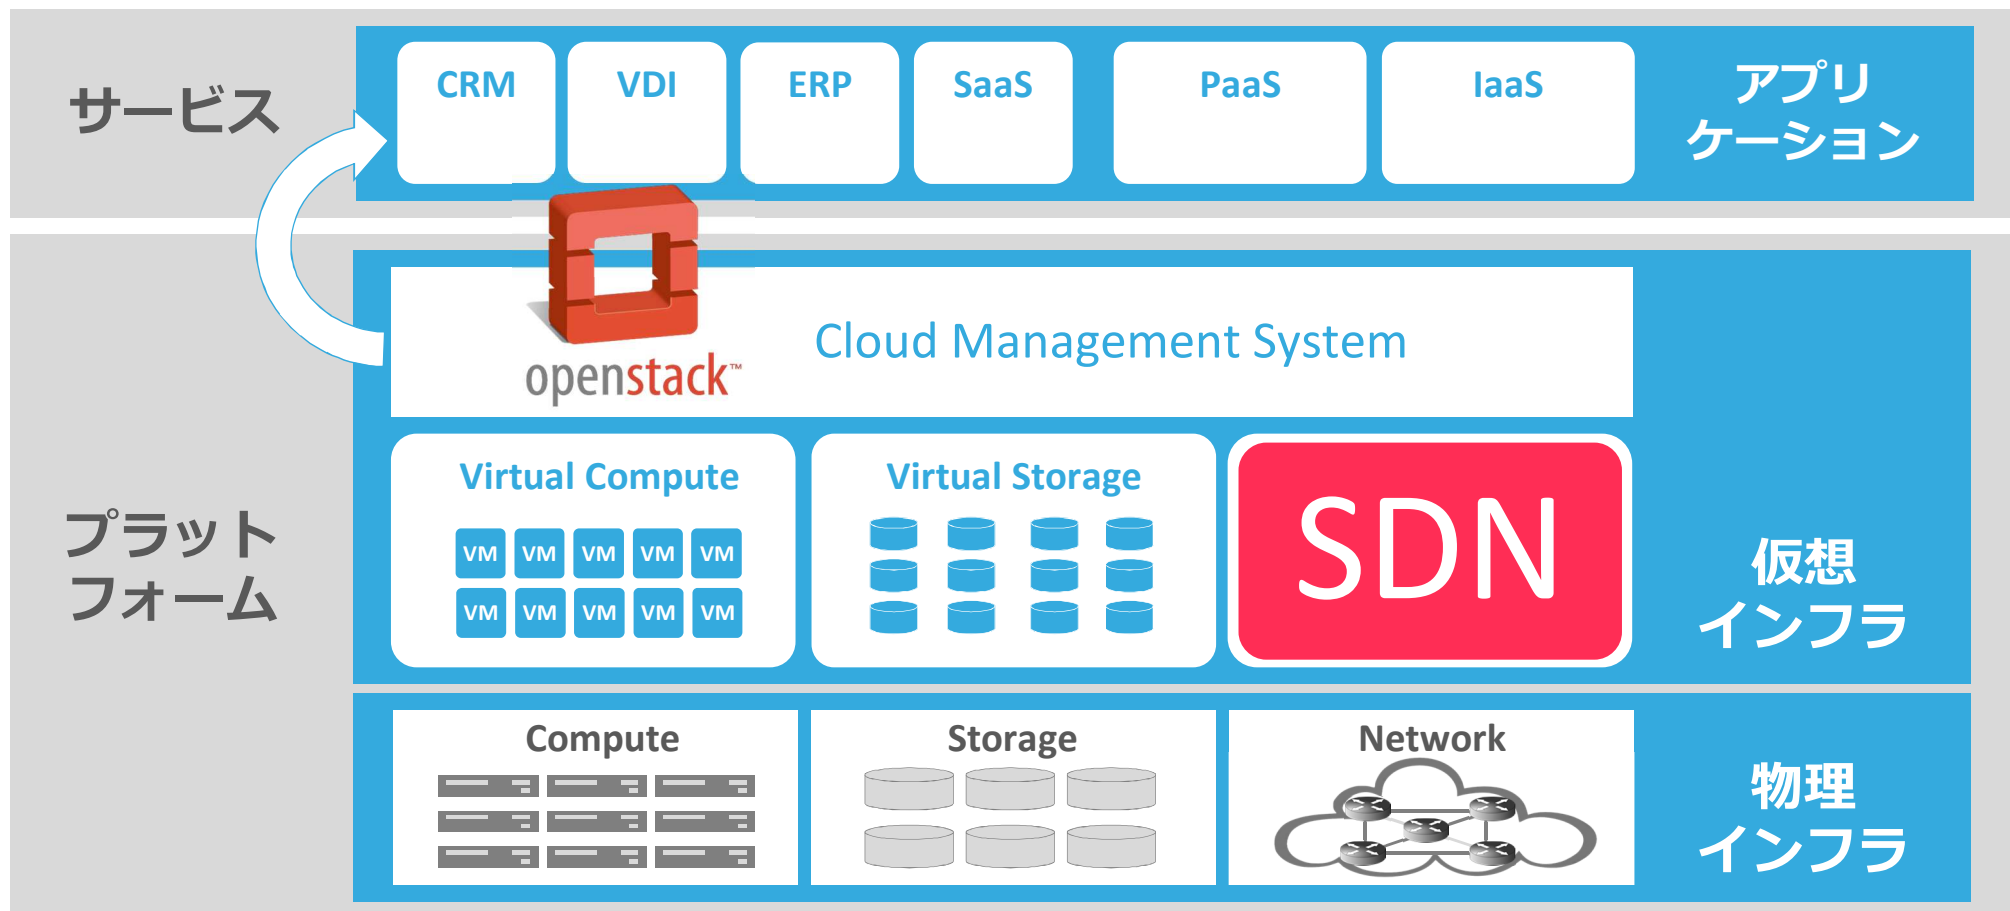 サービス
CRM
VDI
ERP
SaaS
PaaS
IaaS
アプリ
ケーション
プラット
フォーム
openstack™
Cloud Management System
Virtual Compute
VM VM VM VM VM
VM VM VM VM VM
Virtual Storage
SDN
仮想
インフラ
Compute
Storage
Network
物理
インフラ